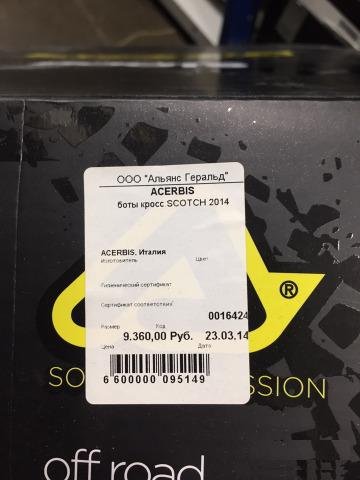 ООО "Альянс Геральд"
ACERBIS
боты кросс SCOTCH 2014
ACERBIS, Италия
Изготовитель Цвет
Гигиенический сертификат
Сертификат соответствия
0016424
Размер Код
9.360,00 Руб. 23.03.14
Цена Дата
6 600000 095149
®
SO SSION
off road